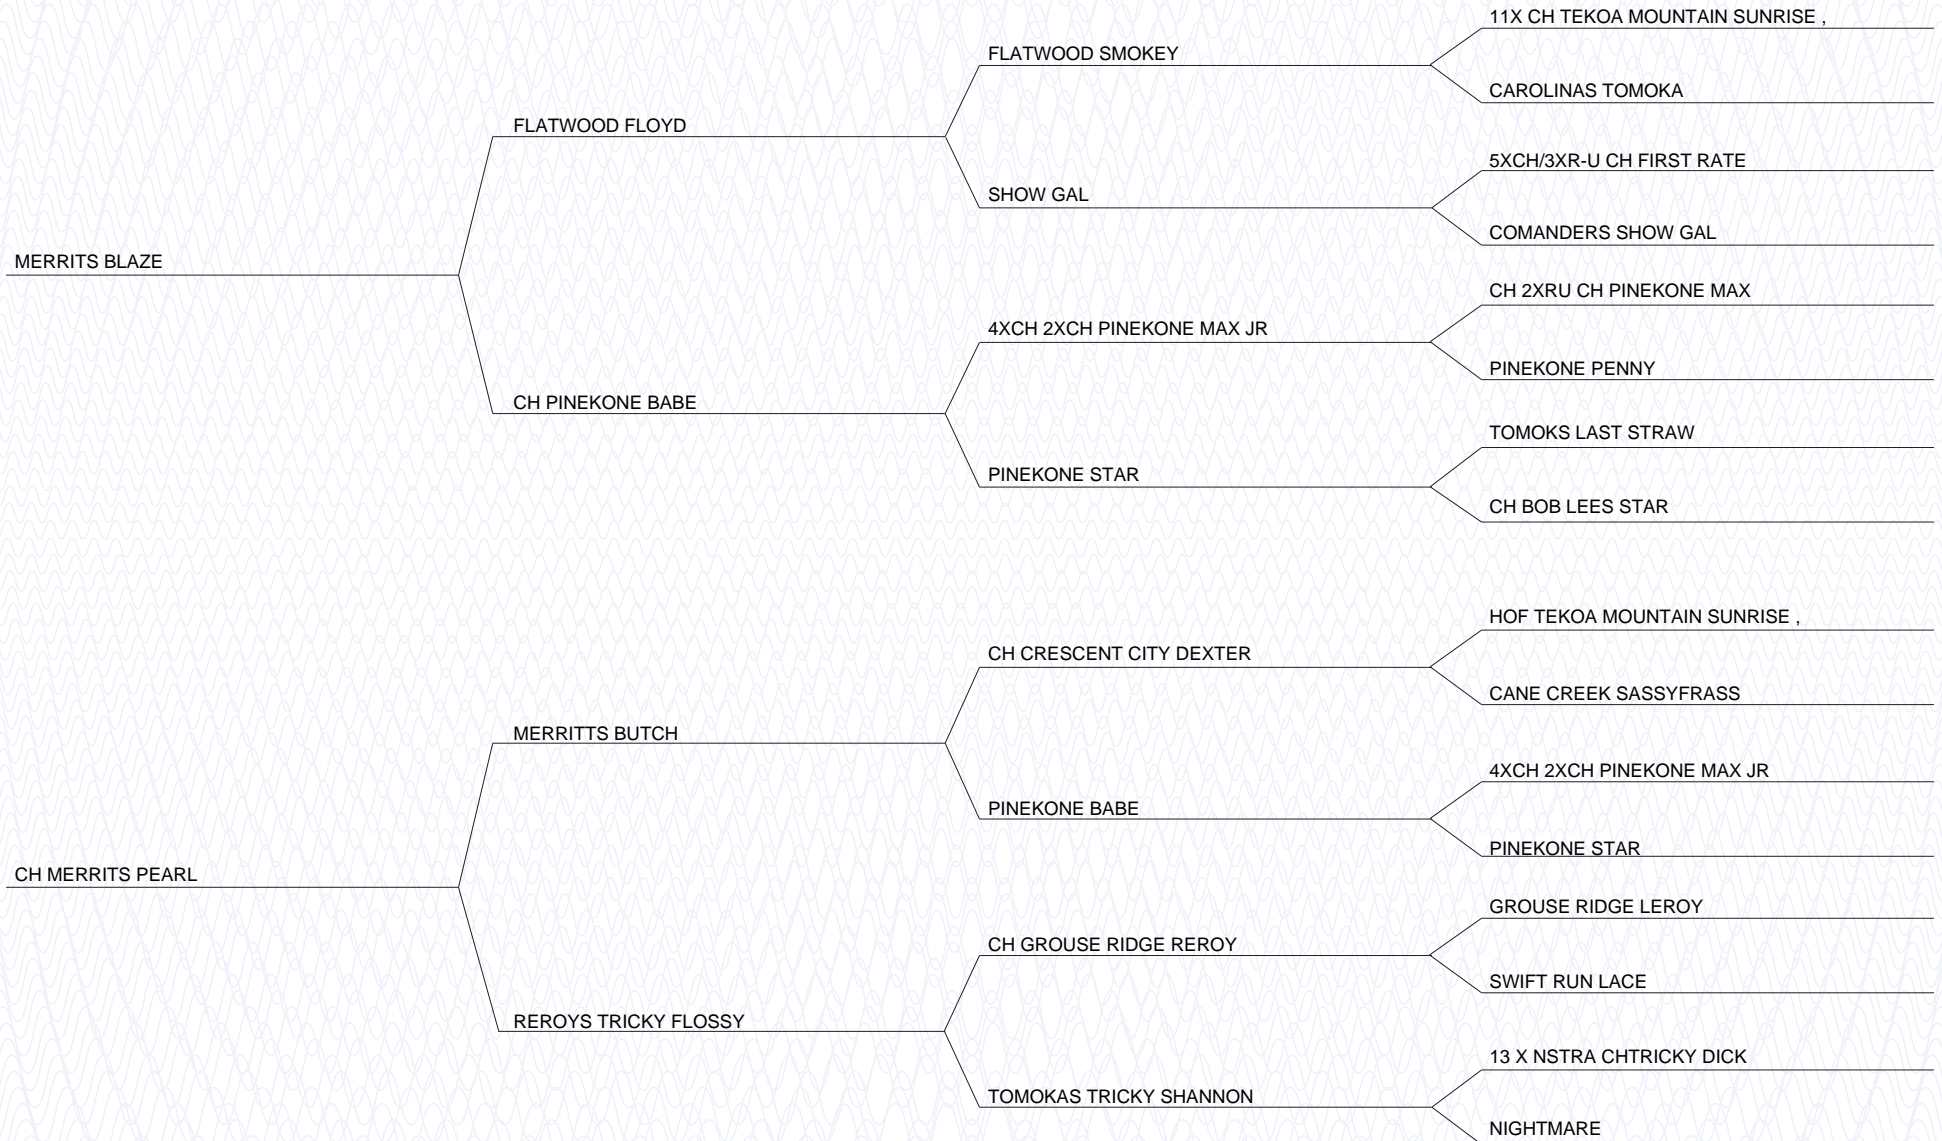 11X CH TEKOA MOUNTAIN SUNRISE ,
FLATWOOD SMOKEY
CAROLINAS TOMOKA
FLATWOOD FLOYD
5XCH/3XR-U CH FIRST RATE
SHOW GAL
COMANDERS SHOW GAL
MERRITS BLAZE
CH 2XRU CH PINEKONE MAX
4XCH 2XCH PINEKONE MAX JR
PINEKONE PENNY
CH PINEKONE BABE
TOMOKS LAST STRAW
PINEKONE STAR
CH BOB LEES STAR
HOF TEKOA MOUNTAIN SUNRISE ,
CH CRESCENT CITY DEXTER
CANE CREEK SASSYFRASS
MERRITTS BUTCH
4XCH 2XCH PINEKONE MAX JR
PINEKONE BABE
PINEKONE STAR
CH MERRITS PEARL
GROUSE RIDGE LEROY
CH GROUSE RIDGE REROY
SWIFT RUN LACE
REROYS TRICKY FLOSSY
13 X NSTRA CHTRICKY DICK
TOMOKAS TRICKY SHANNON
NIGHTMARE